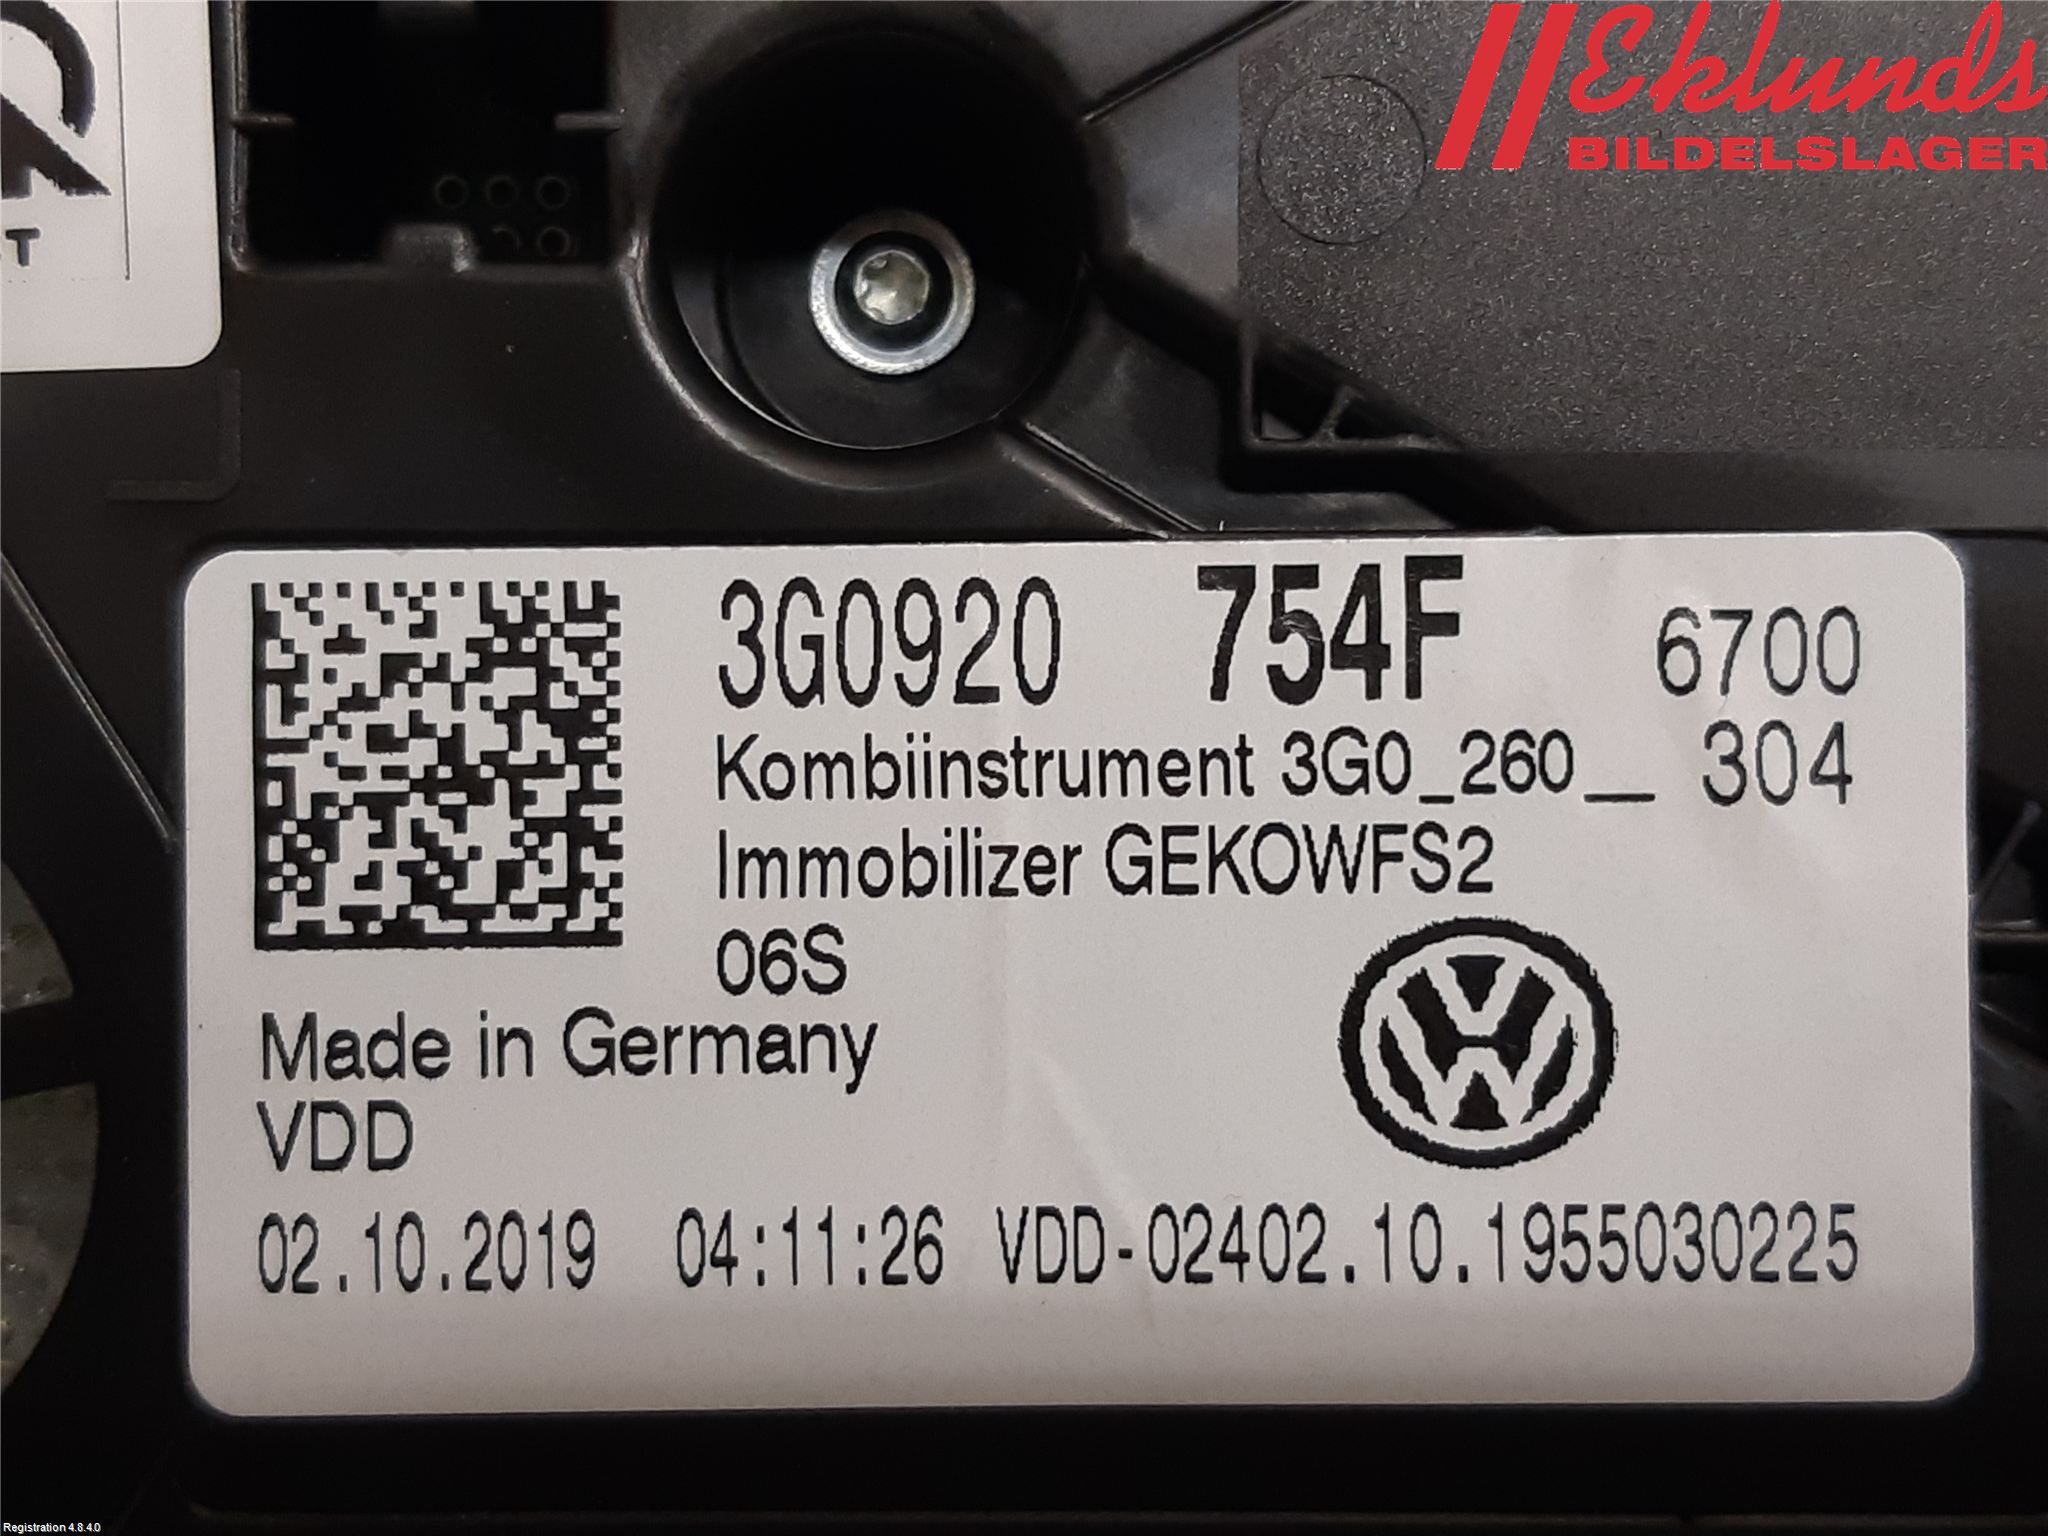 Eklunds
BILDELSLAGER
T
3G0920 754F 6700
Kombiinstrument 3G0_260__ 304
Immobilizer GEKOWFS2
06S
Made in Germany
VDD
02.10.2019 04:11:26 VDD-02402.10.1955030225
Registration 4.8.4.0